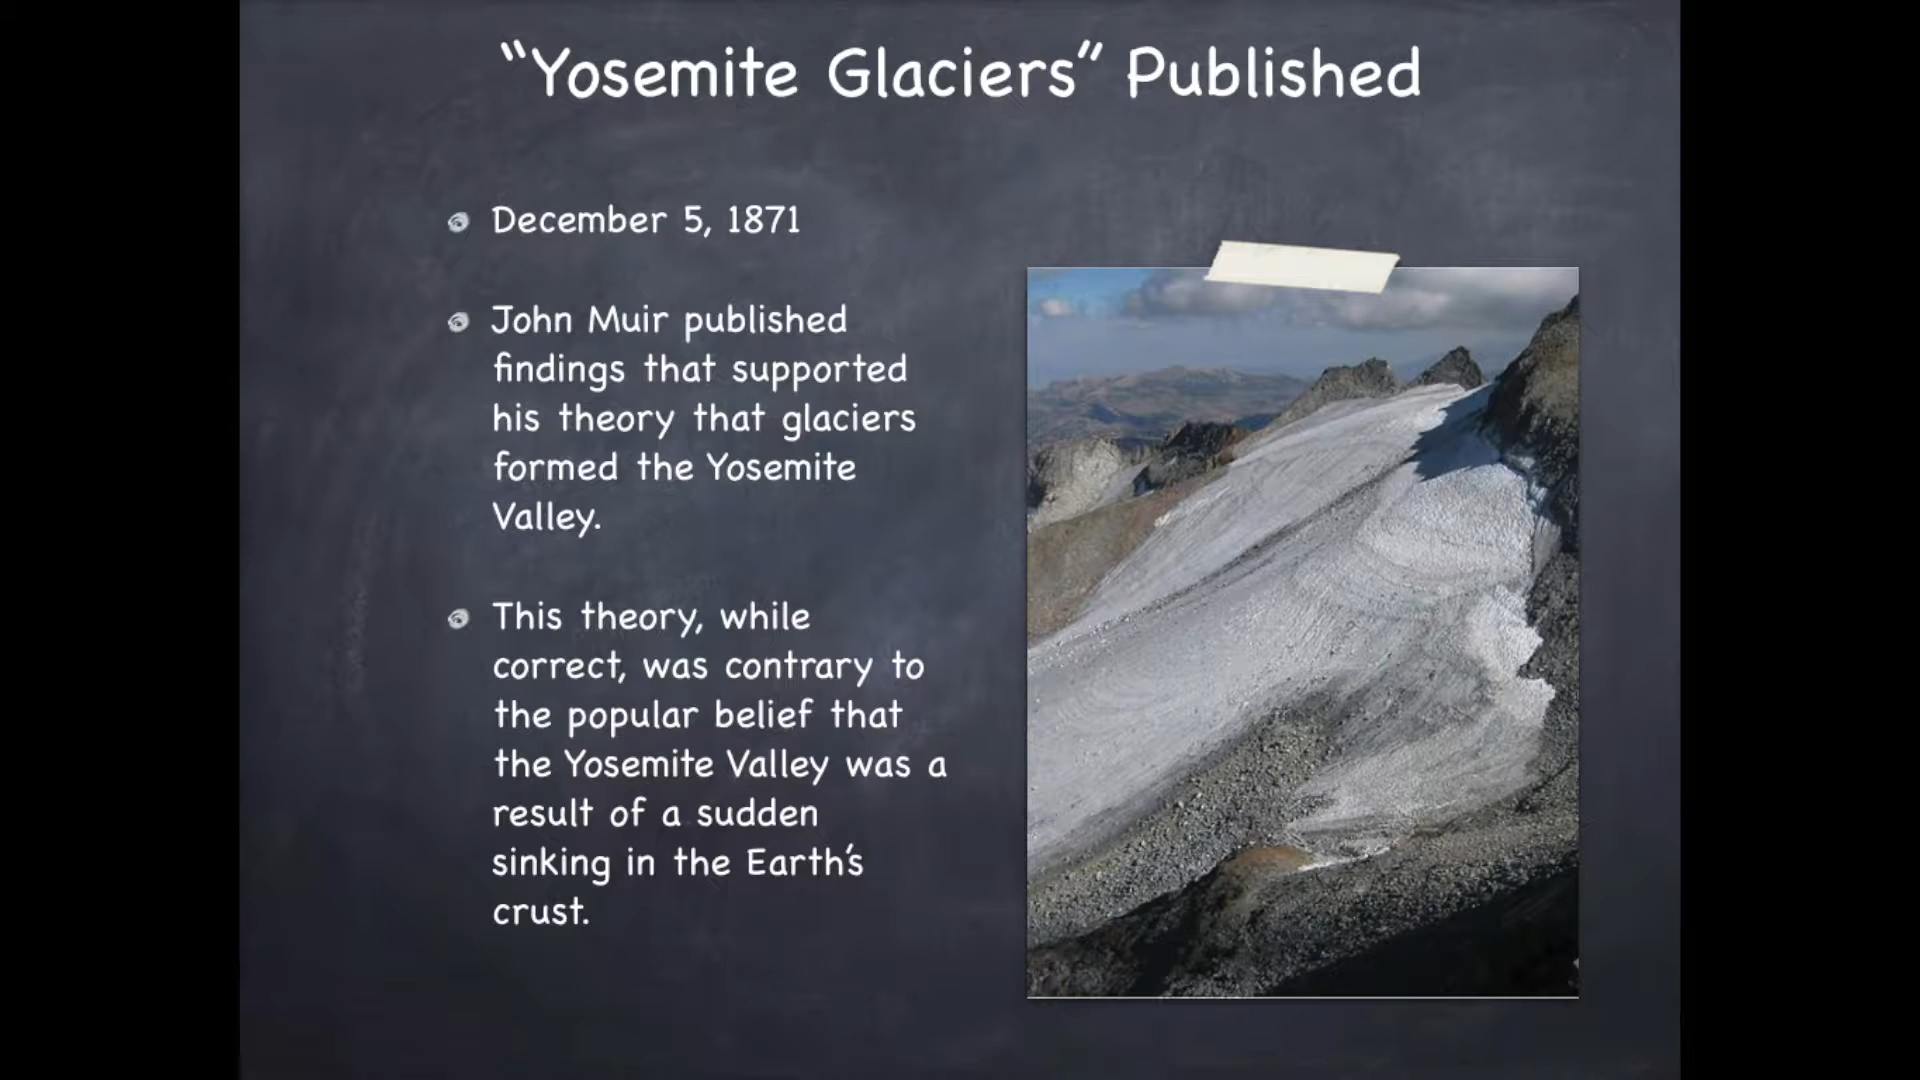 “Yosemite Glaciers” Published
December 5, 1871
John Muir published
findings that supported
his theory that glaciers
formed the Yosemite
Valley.
This theory, while
correct, was contrary to
the popular belief that
the Yosemite Valley was a
result of a sudden
sinking in the Earth’s
crust.